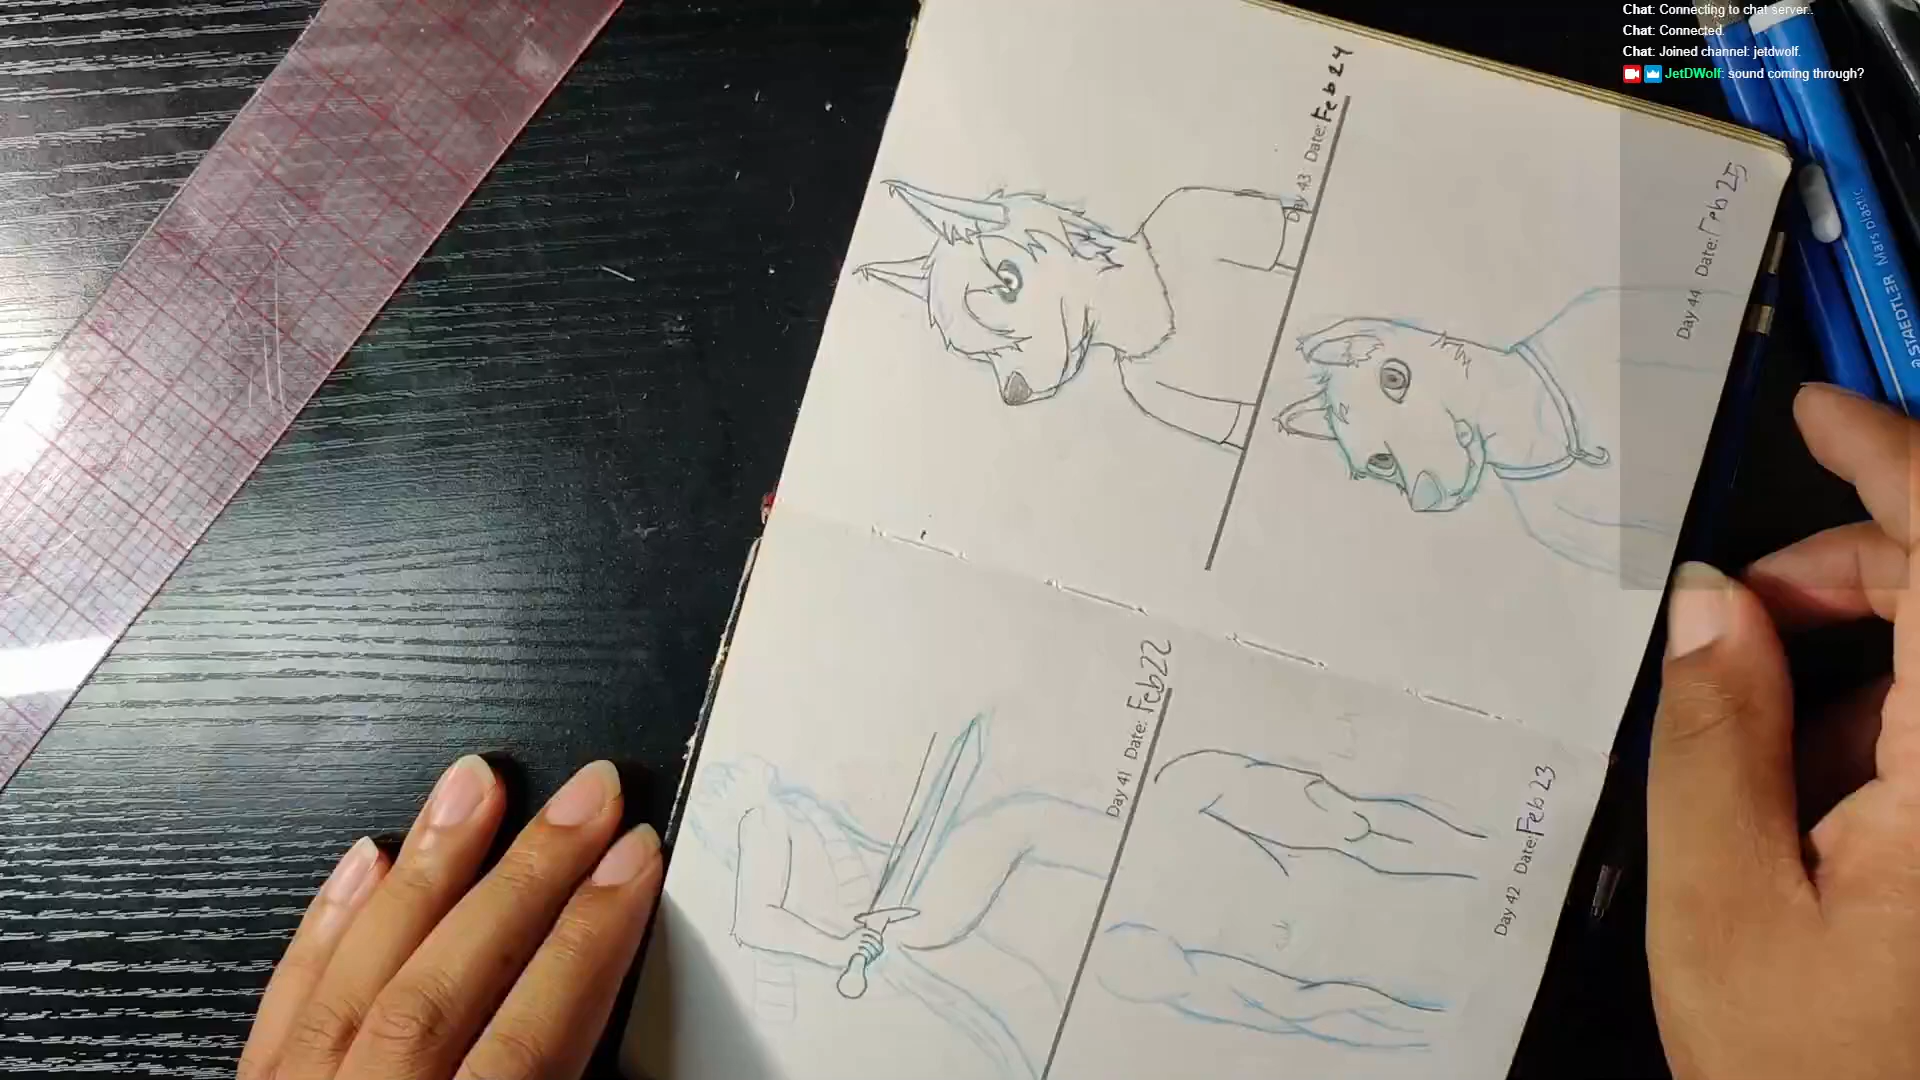 Chat: Connecting to chat server..
Chat: Connected.
Chat: Joined channel: jetdwolf.
JetDWolf: sound coming through?
Day 43 Date: Feb 24
Day 44 Date: Feb 25
Day 41 Date: Feb 22
Day 42 Date: Feb 23
STAEDTLER Mars plastic